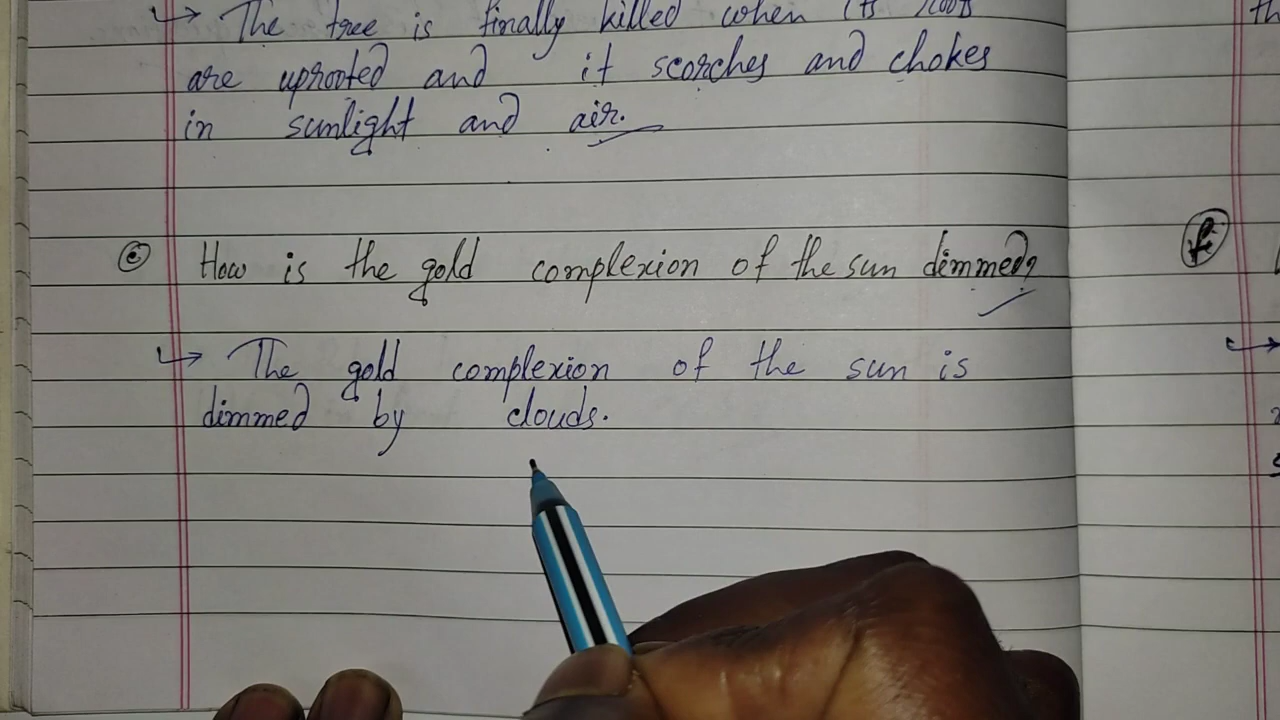 ↳ The tree is finally killed when its roots
are uprooted and it scorches and chokes
in sunlight and air.
ⓔ How is the gold complexion of the sun dimmed?
↳ The gold complexion of the sun is
dimmed by clouds.
th
ⓕ